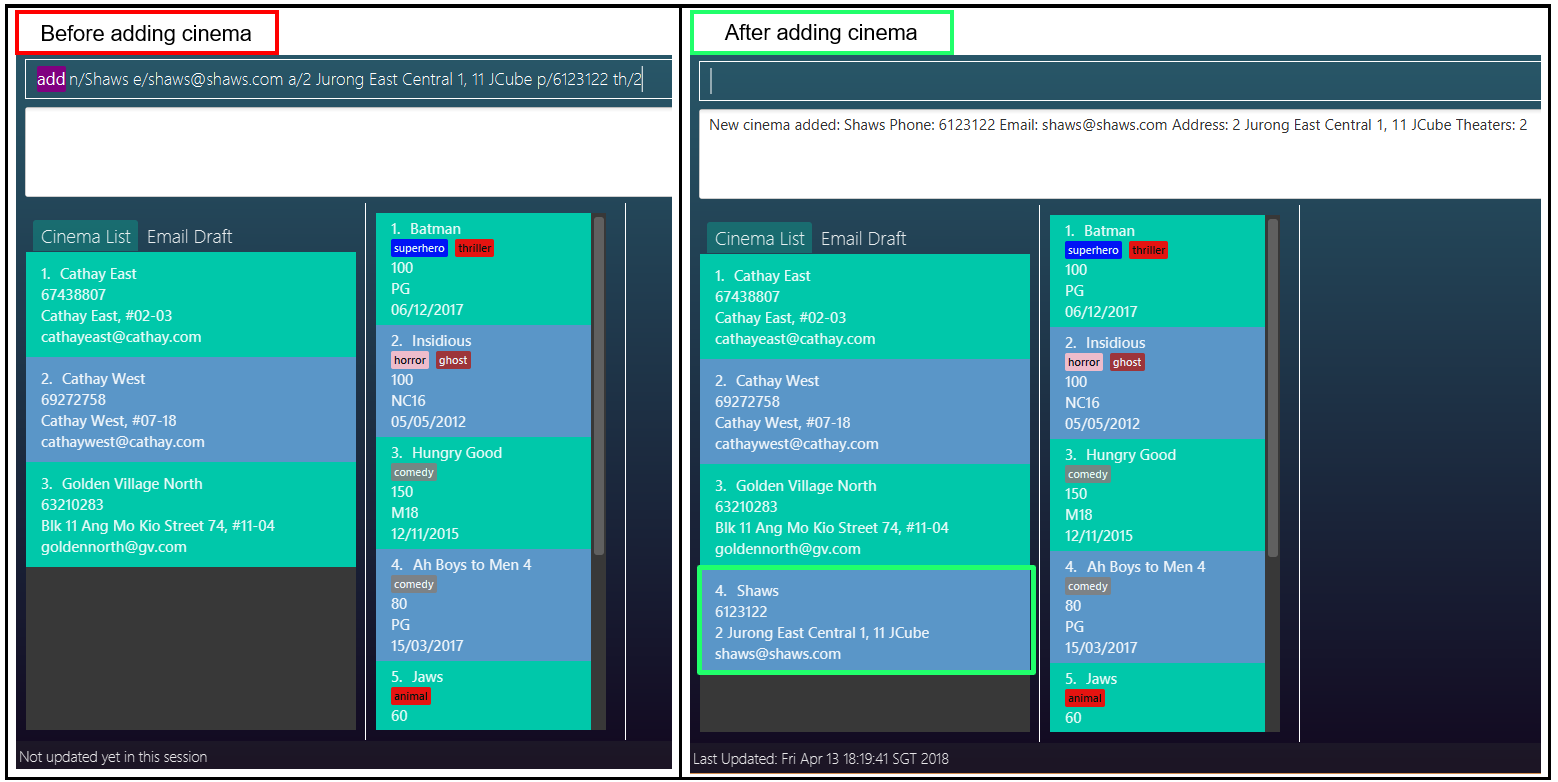 Before adding cinema
add n/Shaws e/shaws@shaws.com a/2 Jurong East Central 1, 11 JCube p/6123122 th/2
Cinema List Email Draft
1. Cathay East
67438807
Cathay East, #02-03
cathayeast@cathay.com
2. Cathay West
69272758
Cathay West, #07-18
cathaywest@cathay.com
3. Golden Village North
63210283
Blk 11 Ang Mo Kio Street 74, #11-04
goldennorth@gv.com
1. Batman
superhero thriller
100
PG
06/12/2017
2. Insidious
horror ghost
100
NC16
05/05/2012
3. Hungry Good
comedy
150
M18
12/11/2015
4. Ah Boys to Men 4
comedy
80
PG
15/03/2017
5. Jaws
animal
60
Not updated yet in this session
After adding cinema
New cinema added: Shaws Phone: 6123122 Email: shaws@shaws.com Address: 2 Jurong East Central 1, 11 JCube Theaters: 2
Cinema List Email Draft
1. Cathay East
67438807
Cathay East, #02-03
cathayeast@cathay.com
2. Cathay West
69272758
Cathay West, #07-18
cathaywest@cathay.com
3. Golden Village North
63210283
Blk 11 Ang Mo Kio Street 74, #11-04
goldennorth@gv.com
4. Shaws
6123122
2 Jurong East Central 1, 11 JCube
shaws@shaws.com
1. Batman
superhero thriller
100
PG
06/12/2017
2. Insidious
horror ghost
100
NC16
05/05/2012
3. Hungry Good
comedy
150
M18
12/11/2015
4. Ah Boys to Men 4
comedy
80
PG
15/03/2017
5. Jaws
animal
60
Last Updated: Fri Apr 13 18:19:41 SGT 2018